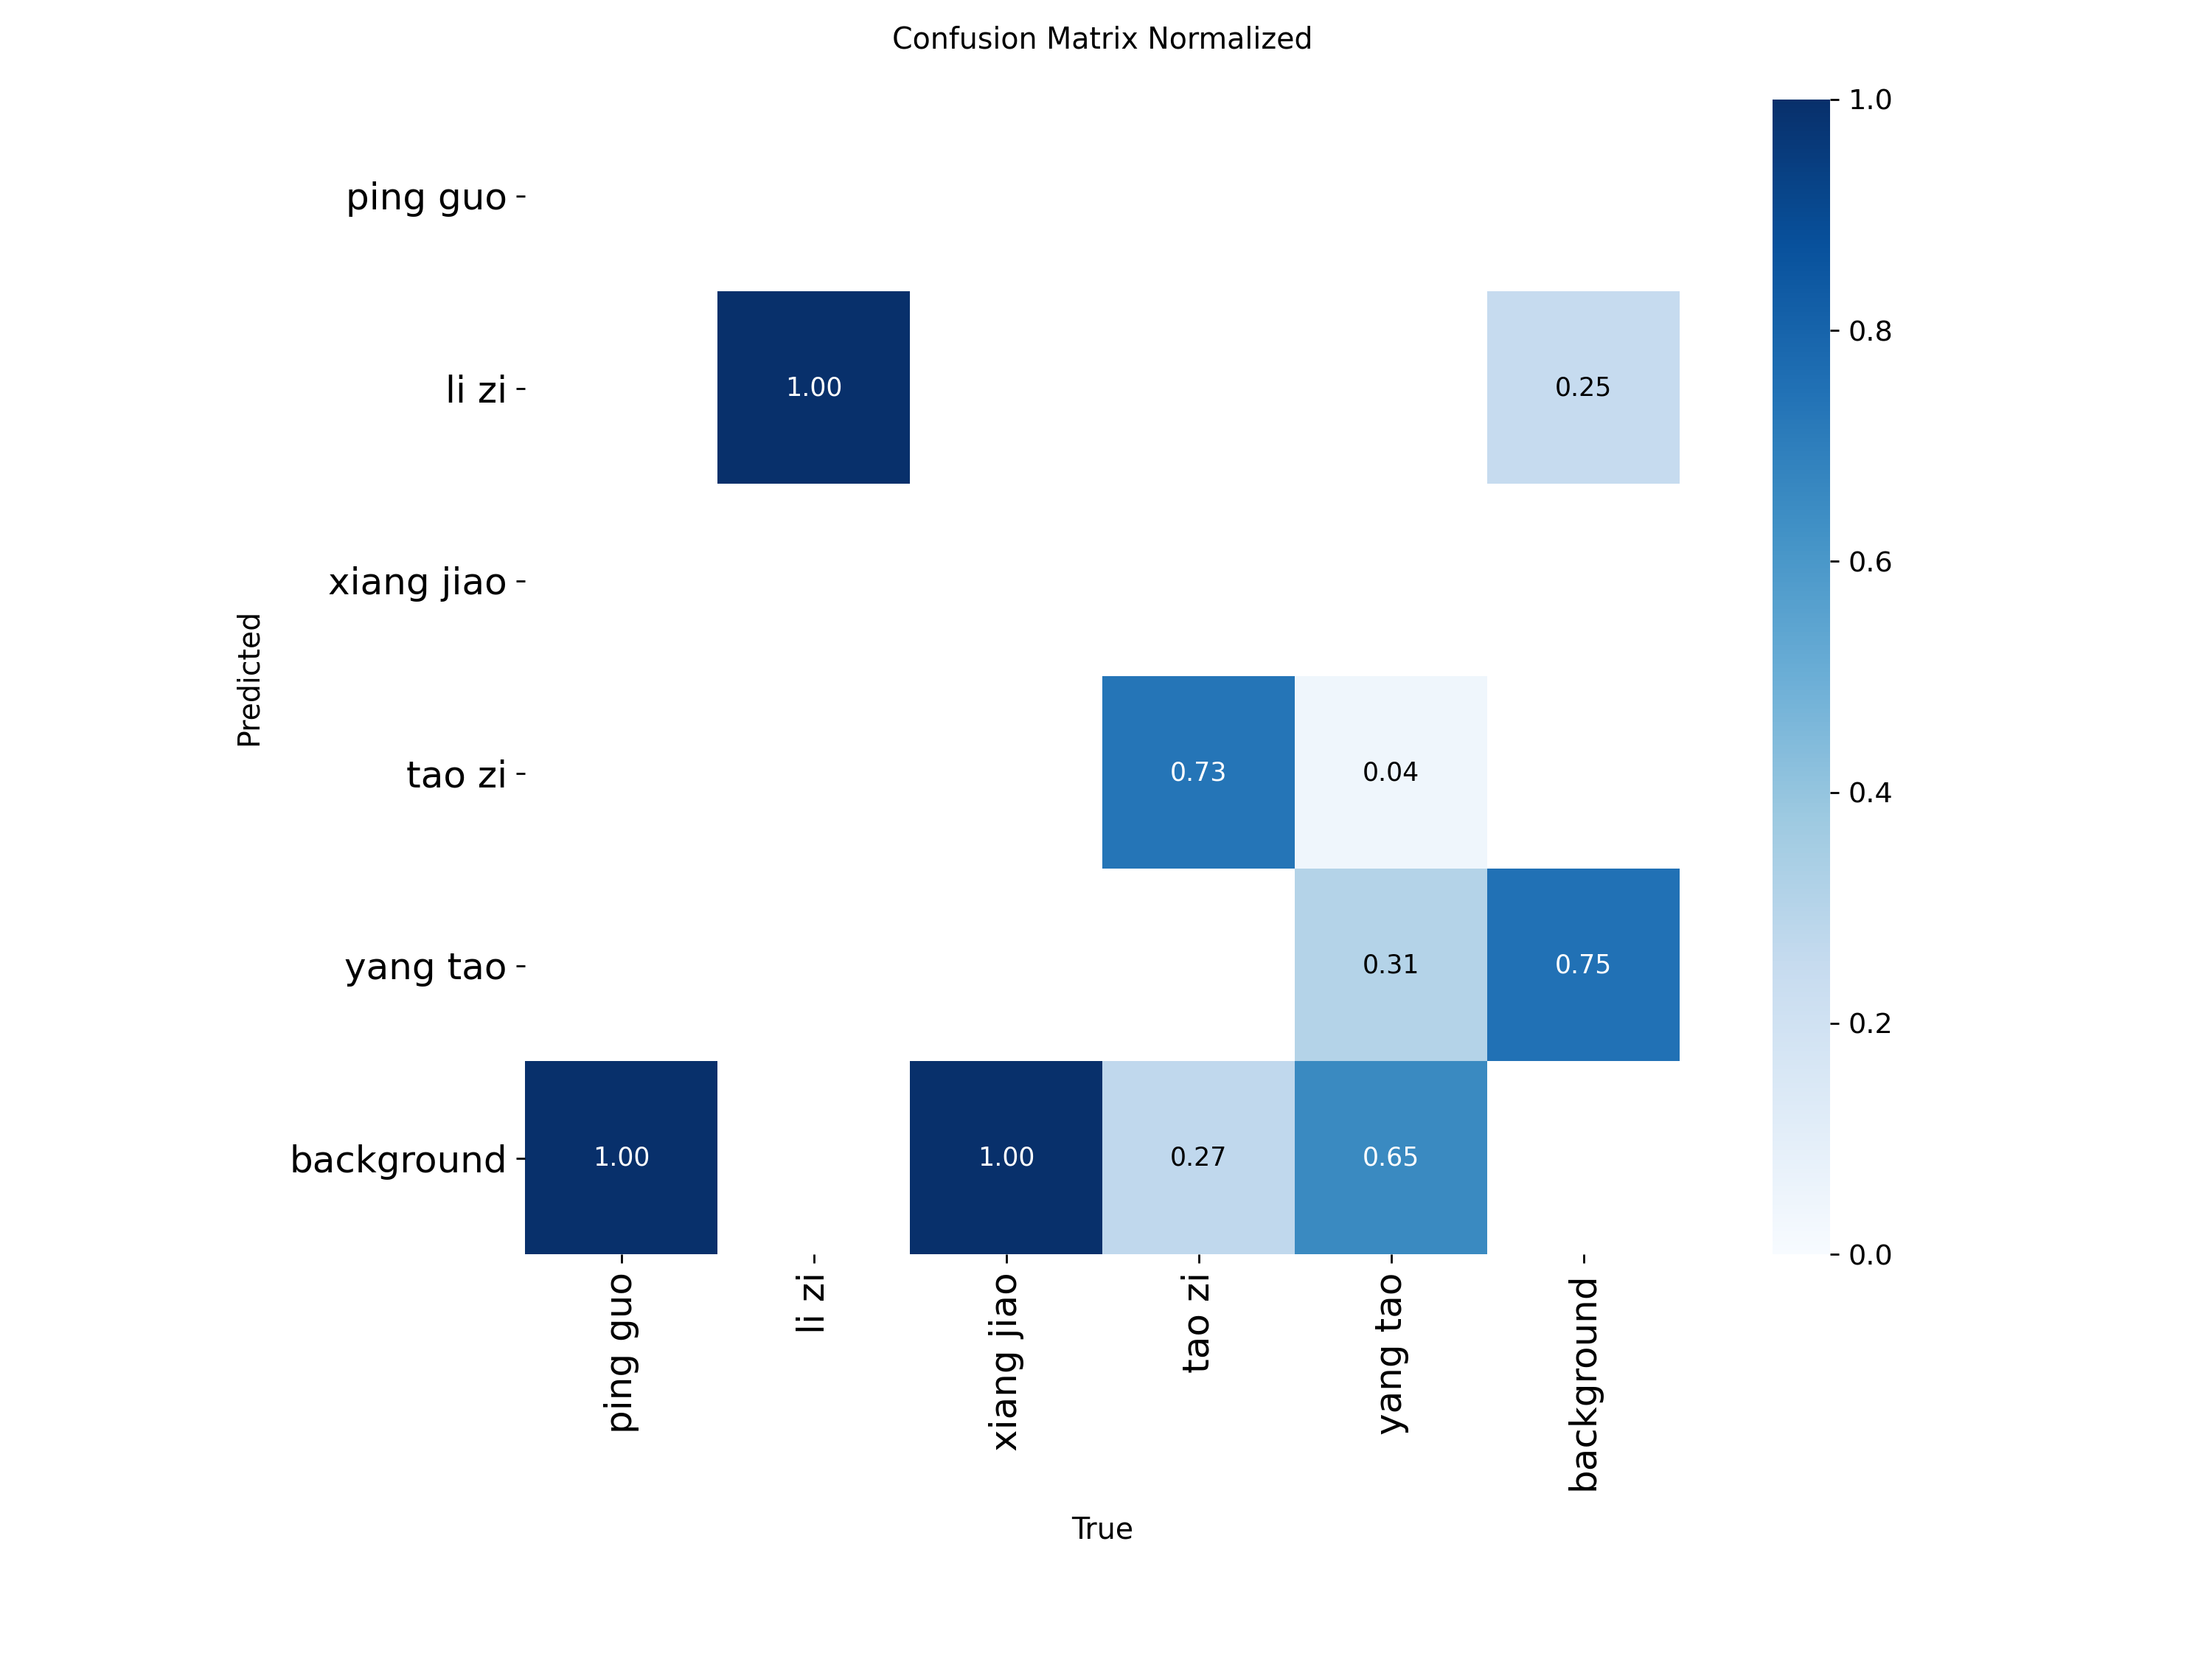 Confusion Matrix Normalized
1.0
ping guo
0.8
li zi
1.00
0.25
0.6
xiang jiao
Predicted
tao zi
0.73
0.04
0.4
yang tao
0.31
0.75
0.2
background
1.00
1.00
0.27
0.65
0.0
ping guo
li zi
xiang jiao
tao zi
yang tao
background
True